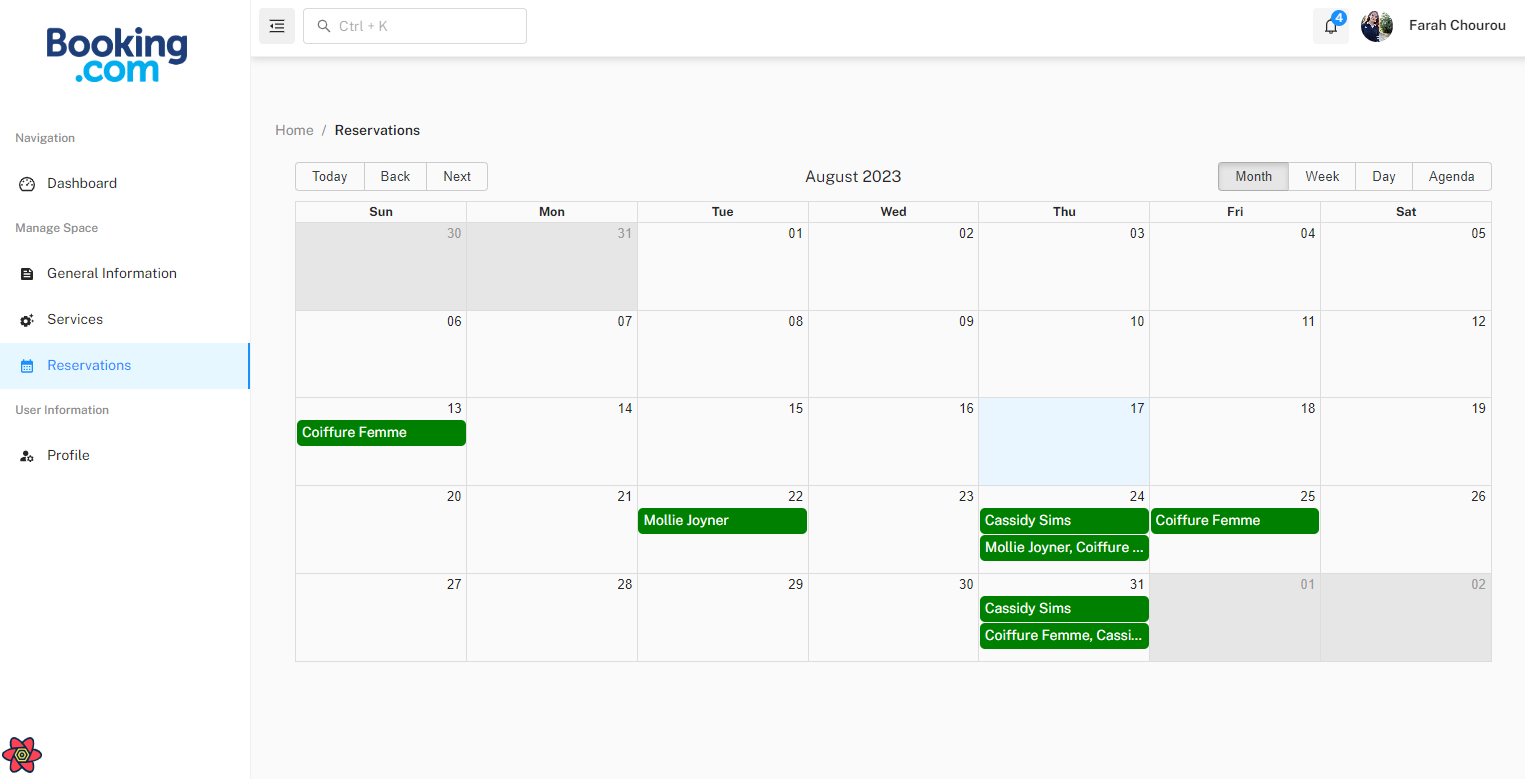 Booking
.com
Ctrl + K
4
Farah Chourou
Navigation
Dashboard
Manage Space
General Information
Services
Reservations
User Information
Profile
Home / Reservations
Today Back Next
August 2023
Month Week Day Agenda
Sun Mon Tue Wed Thu Fri Sat
30 31 01 02 03 04 05
06 07 08 09 10 11 12
13 14 15 16 17 18 19
Coiffure Femme
20 21 22 23 24 25 26
Mollie Joyner Cassidy Sims Coiffure Femme
Mollie Joyner, Coiffure ...
27 28 29 30 31 01 02
Cassidy Sims
Coiffure Femme, Cassi...